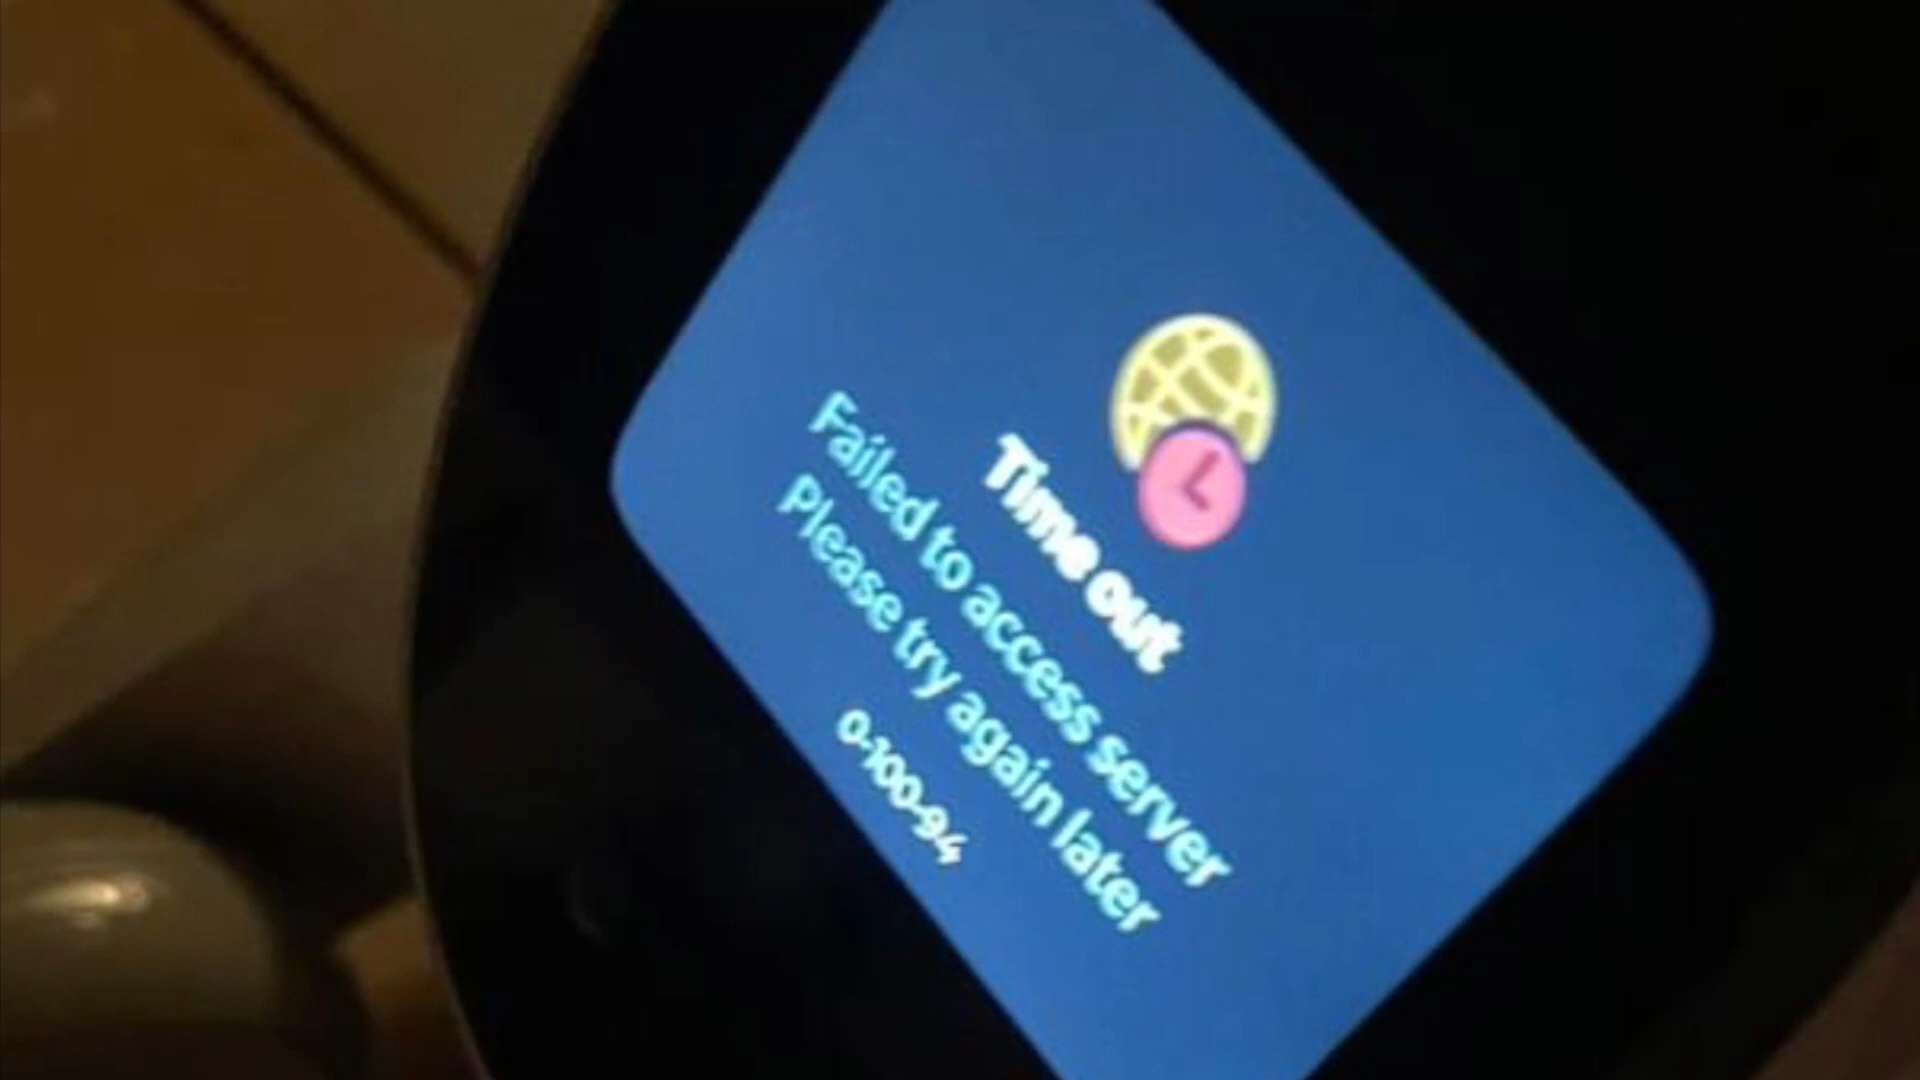 Time out
Failed to access server
Please try again later
0-100-94